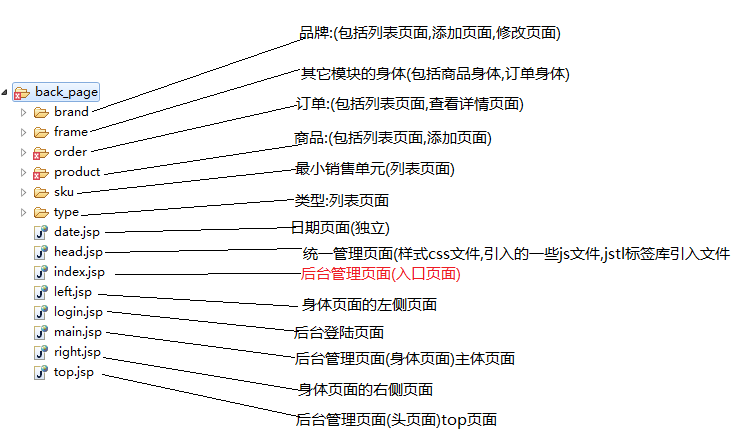 品牌:(包括列表页面,添加页面,修改页面)
其它模块的身体(包括商品身体,订单身体)
back_page
订单:(包括列表页面,查看详情页面)
brand
frame
商品:(包括列表页面,添加页面)
order
product
最小销售单元(列表页面)
sku
类型:列表页面
type
日期页面(独立)
date.jsp
head.jsp
统一管理页面(样式css文件,引入的一些js文件,jstl标签库引入文件
index.jsp
后台管理页面(入口页面)
left.jsp
身体页面的左侧页面
login.jsp
后台登陆页面
main.jsp
后台管理页面(身体页面)主体页面
right.jsp
身体页面的右侧页面
top.jsp
后台管理页面(头页面)top页面